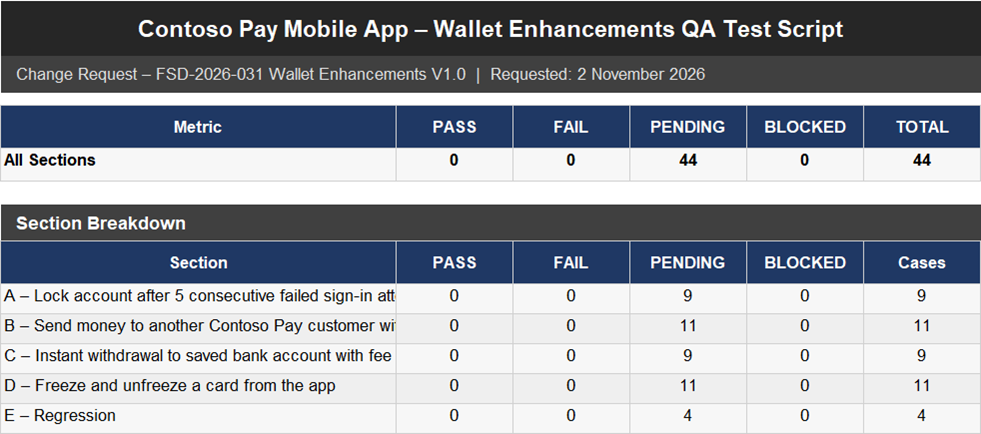 Contoso Pay Mobile App – Wallet Enhancements QA Test Script
Change Request – FSD-2026-031 Wallet Enhancements V1.0 | Requested: 2 November 2026
Metric PASS FAIL PENDING BLOCKED TOTAL
All Sections 0 0 44 0 44
Section Breakdown
Section PASS FAIL PENDING BLOCKED Cases
A – Lock account after 5 consecutive failed sign-in 0 0 9 0 9
B – Send money to another Contoso Pay customer 0 0 11 0 11
C – Instant withdrawal to saved bank account with fee 0 0 9 0 9
D – Freeze and unfreeze a card from the app 0 0 11 0 11
E – Regression 0 0 4 0 4